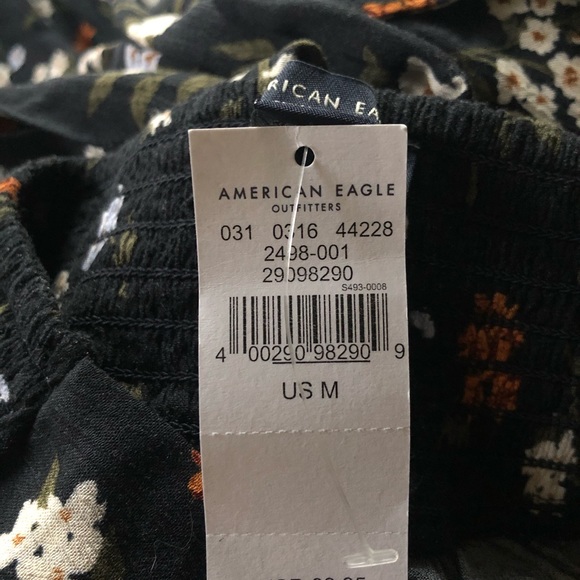 RICAN EA
AMERICAN EAGLE
OUTFITTERS
031 0316 44228
2498-001
29098290
S493-0008
4 00290 98290 9
US M